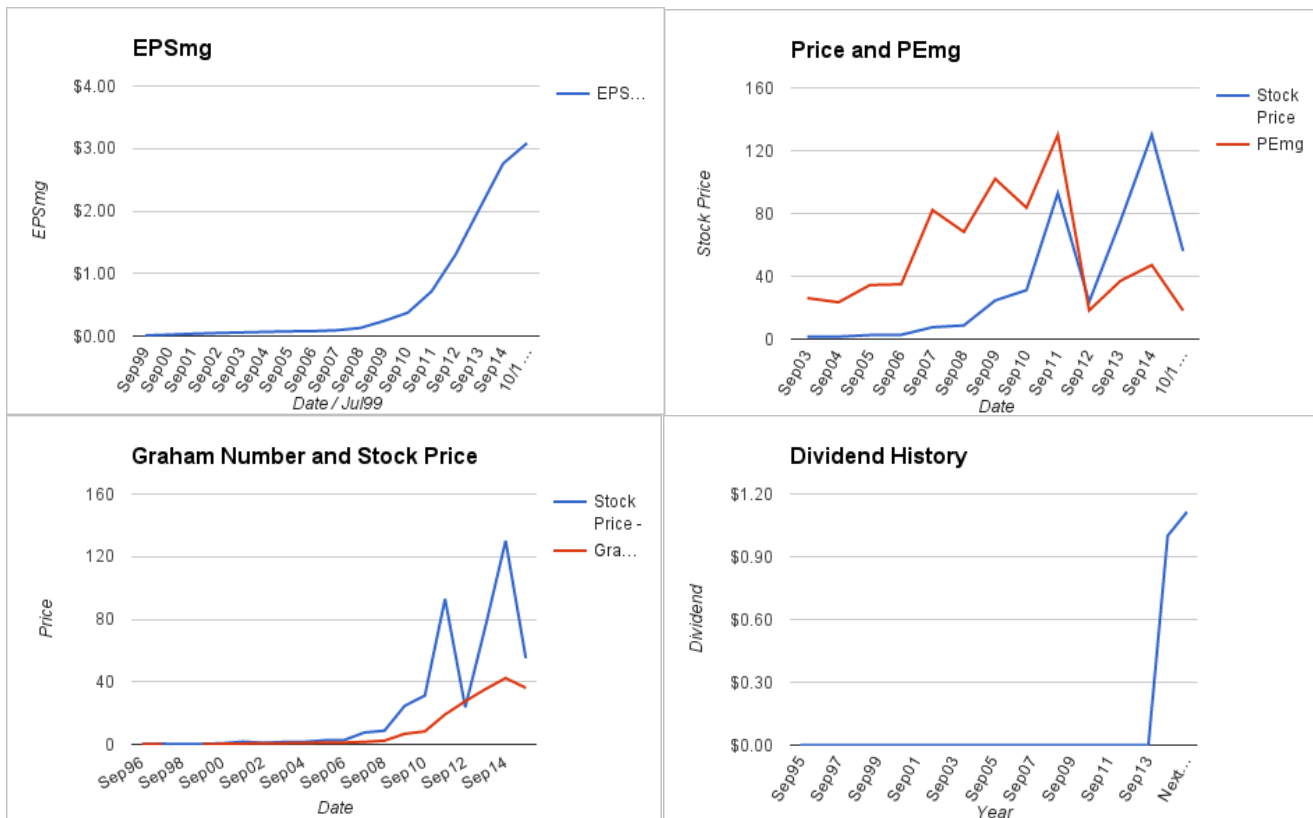 EPSmg
$4.00
$3.00
$2.00
$1.00
$0.00
EPSmg
EPS...
Sep99
Sep00
Sep01
Sep02
Sep03
Sep04
Sep05
Sep06
Sep07
Sep08
Sep09
Sep10
Sep11
Sep12
Sep13
Sep14
10/1...
Date / Jul99
Price and PEmg
160
120
80
40
0
Stock Price
Stock
Price
PEmg
Sep03
Sep04
Sep05
Sep06
Sep07
Sep08
Sep09
Sep10
Sep11
Sep12
Sep13
Sep14
10/1...
Date
Graham Number and Stock Price
160
120
80
40
0
Price
Stock
Price -
Gra...
Sep96
Sep98
Sep00
Sep02
Sep04
Sep06
Sep08
Sep10
Sep12
Sep14
Date
Dividend History
$1.20
$0.90
$0.60
$0.30
$0.00
Dividend
Sep95
Sep97
Sep99
Sep01
Sep03
Sep05
Sep07
Sep09
Sep11
Sep13
Next...
Year